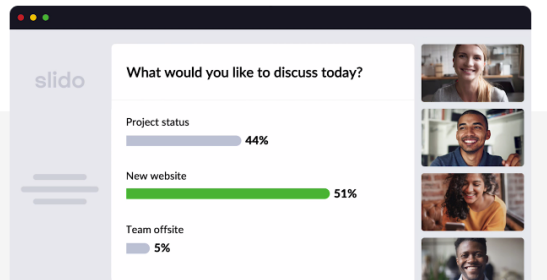 slido
What would you like to discuss today?
Project status
44%
New website
51%
Team offsite
5%